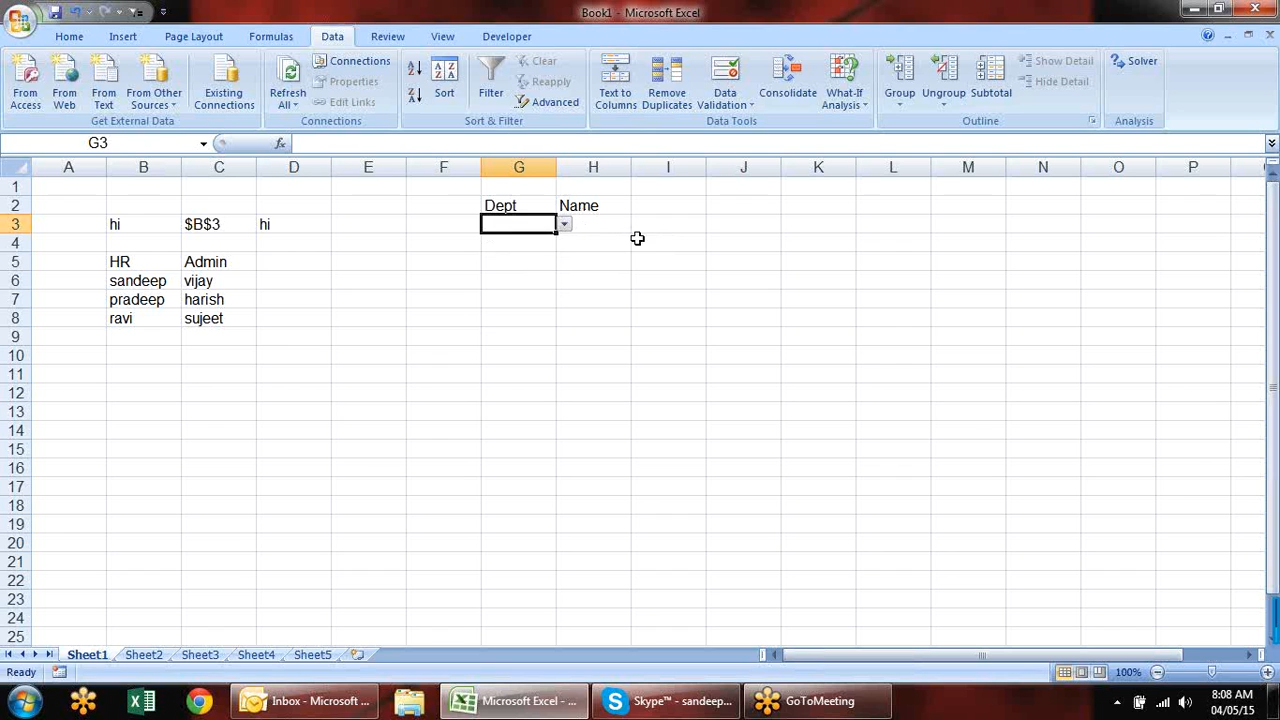 Book1 - Microsoft Excel
Home Insert Page Layout Formulas Data Review View Developer
From Access
From Web
From Text
From Other Sources
Existing Connections
Get External Data
Refresh All
Connections
Properties
Edit Links
Connections
Sort
Filter
Clear
Reapply
Advanced
Sort & Filter
Text to Columns
Remove Duplicates
Data Validation
Consolidate
What-If Analysis
Data Tools
Group
Ungroup
Subtotal
Show Detail
Hide Detail
Outline
Solver
Analysis
G3 fx
A B C D E F G H I J K L M N O P
1
2 Dept Name
3 hi $B$3 hi
4
5 HR Admin
6 sandeep vijay
7 pradeep harish
8 ravi sujeet
9
10
11
12
13
14
15
16
17
18
19
20
21
22
23
24
25
Sheet1 Sheet2 Sheet3 Sheet4 Sheet5
Ready 100%
Inbox - Microsoft ... Microsoft Excel - ... Skype™ - sandeep... GoToMeeting
8:08 AM
04/05/15